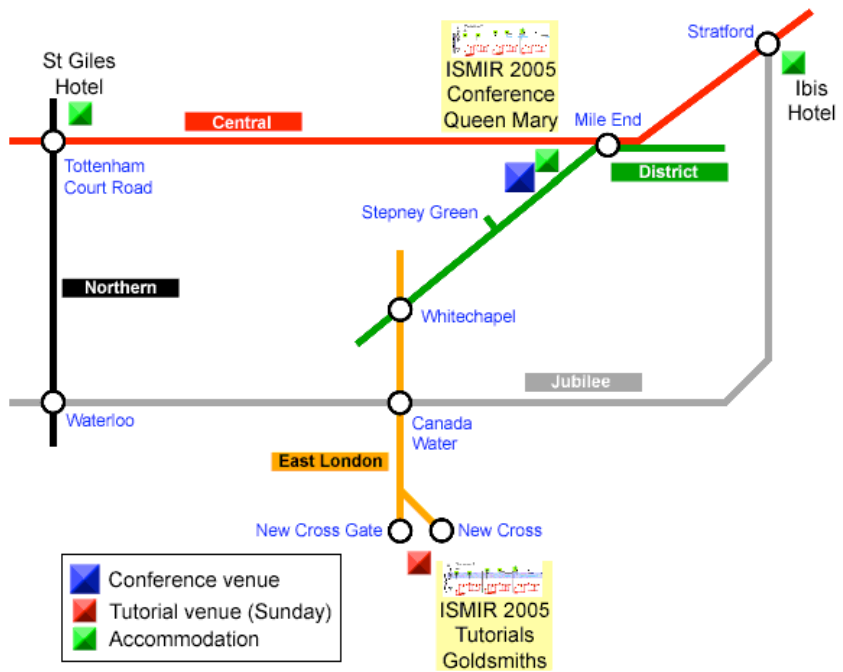 Stratford
St Giles
Hotel
ISMIR 2005
Conference
Queen Mary
Ibis
Hotel
Central
Mile End
Tottenham
Court Road
District
Stepney Green
Northern
Whitechapel
Jubilee
Waterloo
Canada
Water
East London
New Cross Gate
New Cross
Conference venue
Tutorial venue (Sunday)
Accommodation
ISMIR 2005
Tutorials
Goldsmiths